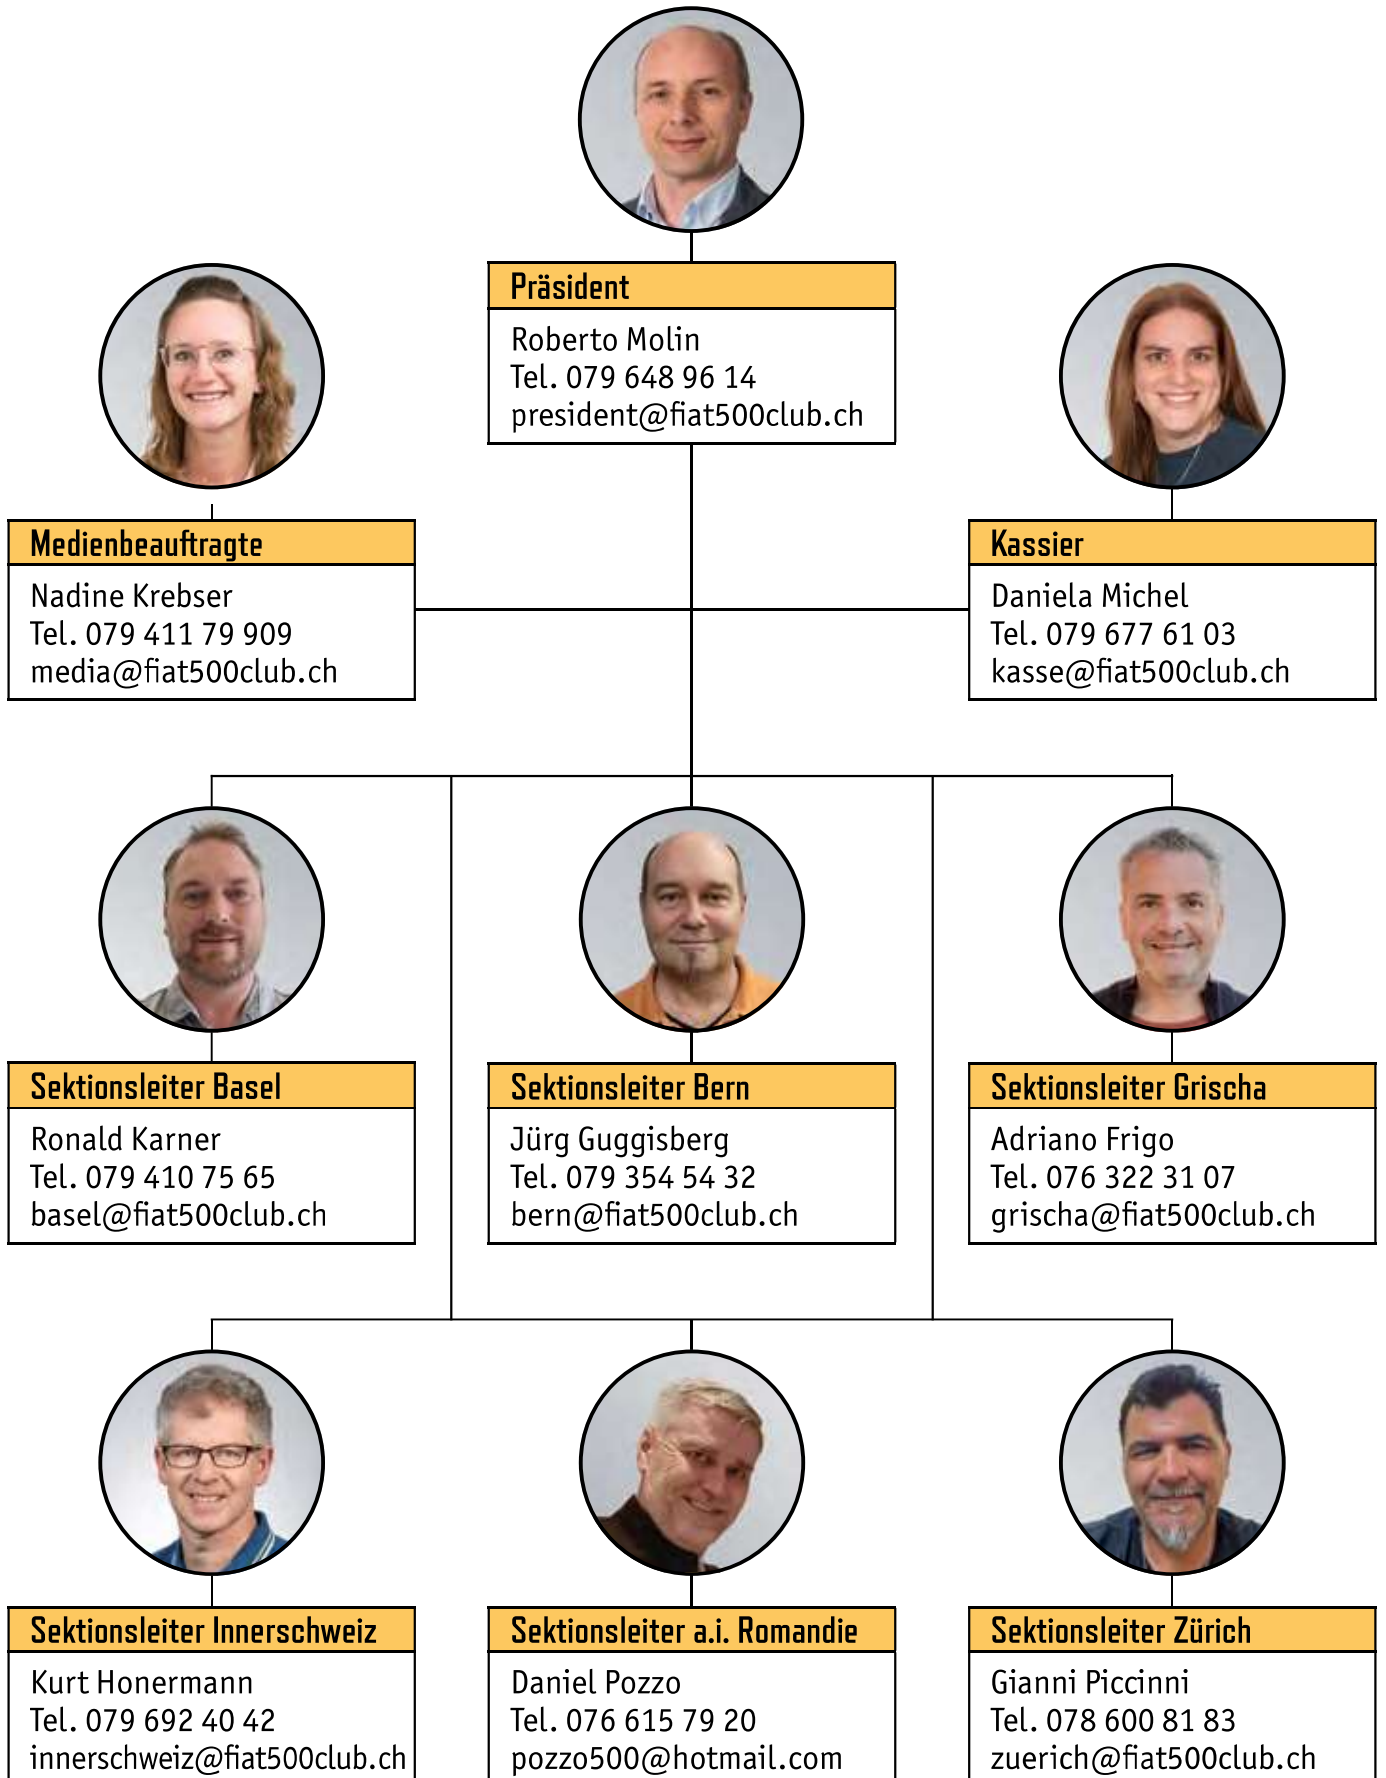 Präsident
Roberto Molin
Tel. 079 648 96 14
president@fiat500club.ch
Medienbeauftragte
Nadine Krebser
Tel. 079 411 79 909
media@fiat500club.ch
Kassier
Daniela Michel
Tel. 079 677 61 03
kasse@fiat500club.ch
Sektionsleiter Basel
Ronald Karner
Tel. 079 410 75 65
basel@fiat500club.ch
Sektionsleiter Bern
Jürg Guggisberg
Tel. 079 354 54 32
bern@fiat500club.ch
Sektionsleiter Grischa
Adriano Frigo
Tel. 076 322 31 07
grischa@fiat500club.ch
Sektionsleiter Innerschweiz
Kurt Honermann
Tel. 079 692 40 42
innerschweiz@fiat500club.ch
Sektionsleiter a.i. Romandie
Daniel Pozzo
Tel. 076 615 79 20
pozzo500@hotmail.com
Sektionsleiter Zürich
Gianni Piccinni
Tel. 078 600 81 83
zuerich@fiat500club.ch